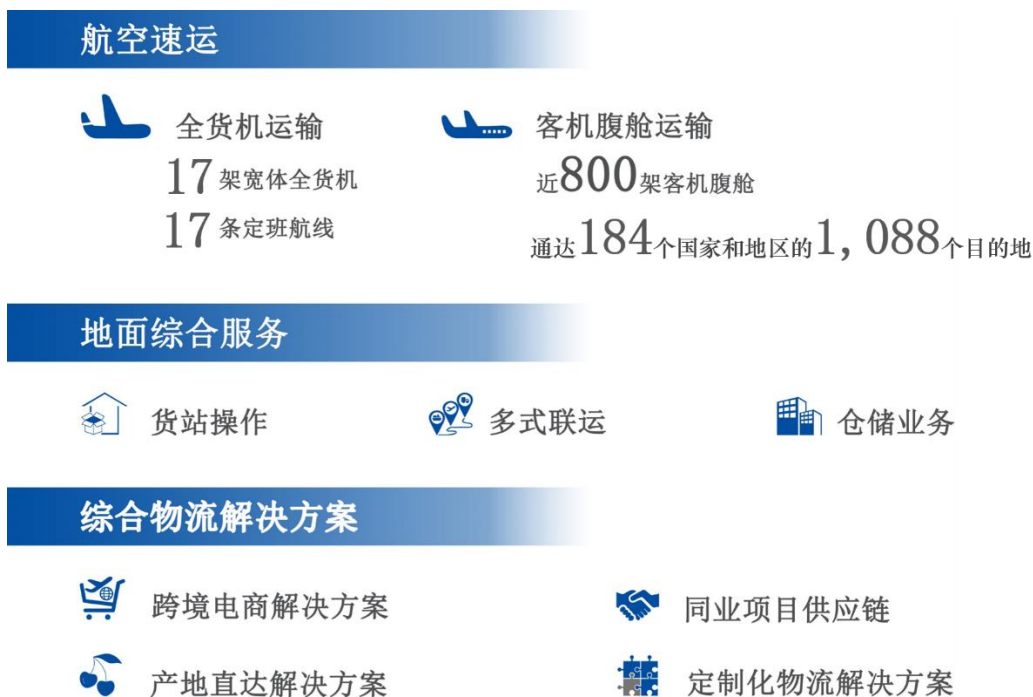 航空速运
全货机运输 客机腹舱运输
17架宽体全货机 近800架客机腹舱
17条定班航线 通达184个国家和地区的1，088个目的地
地面综合服务
货站操作 多式联运 仓储业务
综合物流解决方案
跨境电商解决方案 同业项目供应链
产地直达解决方案 定制化物流解决方案